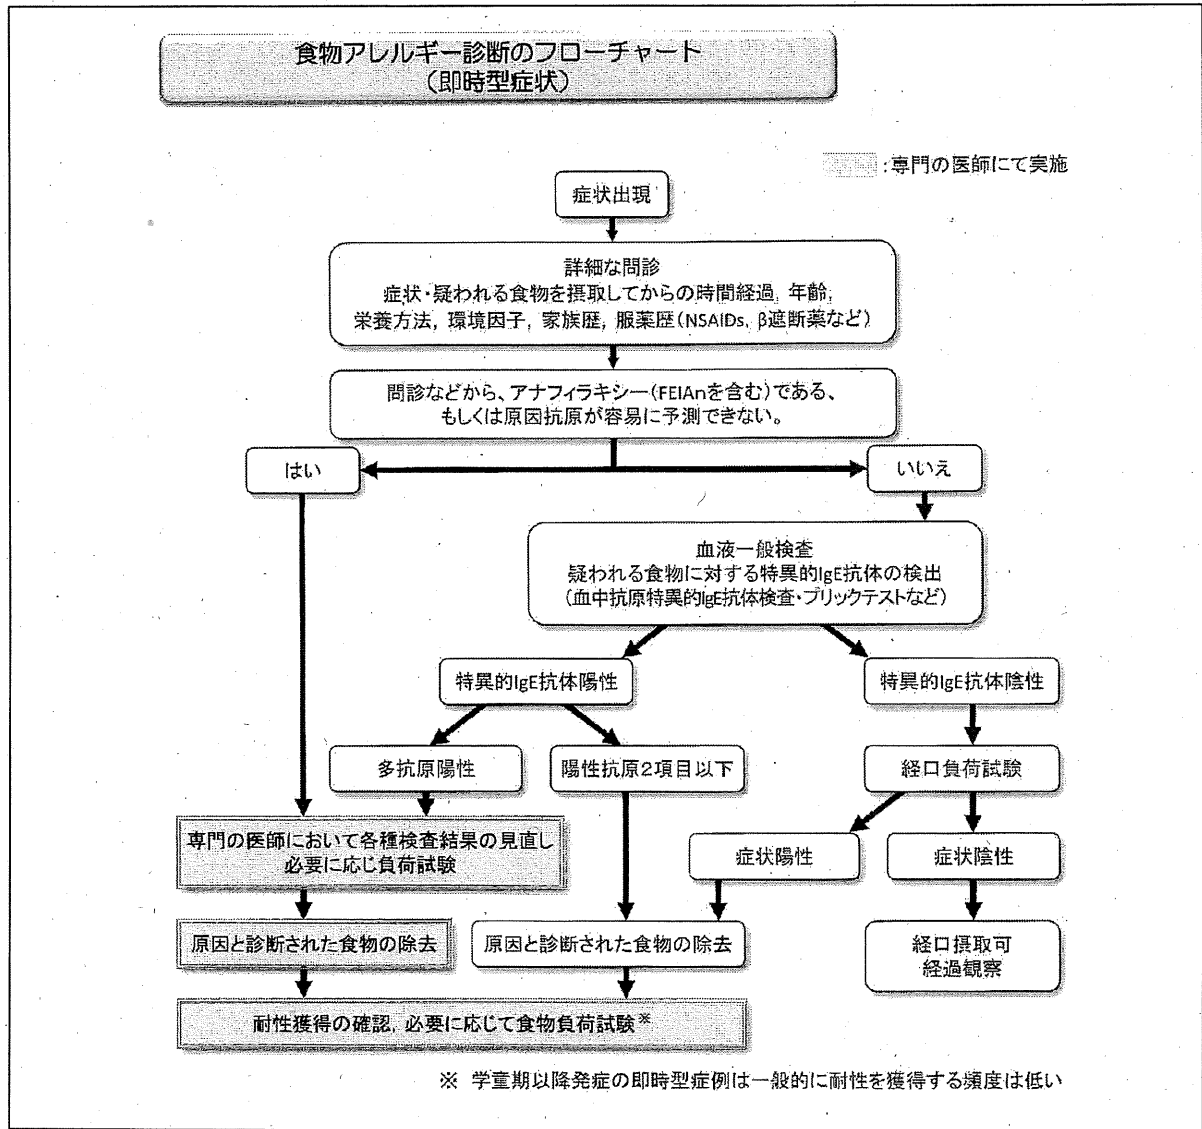 食物アレルギー診断のフローチャート
（即時型症状）
：専門の医師にて実施
症状出現
詳細な問診
症状・疑われる食物を摂取してからの時間経過，年齢，
栄養方法，環境因子，家族歴，服薬歴（NSAIDs，β遮断薬など）
問診などから、アナフィラキシー（FEIAnを含む）である、
もしくは原因抗原が容易に予測できない。
はい
いいえ
血液一般検査
疑われる食物に対する特異的IgE抗体の検出
（血中抗原特異的IgE抗体検査・プリックテストなど）
特異的IgE抗体陽性
特異的IgE抗体陰性
多抗原陽性
陽性抗原2項目以下
経口負荷試験
専門の医師において各種検査結果の見直し
必要に応じ負荷試験
症状陽性
症状陰性
原因と診断された食物の除去
原因と診断された食物の除去
経口摂取可
経過観察
耐性獲得の確認，必要に応じて食物負荷試験※
※ 学童期以降発症の即時型症例は一般的に耐性を獲得する頻度は低い